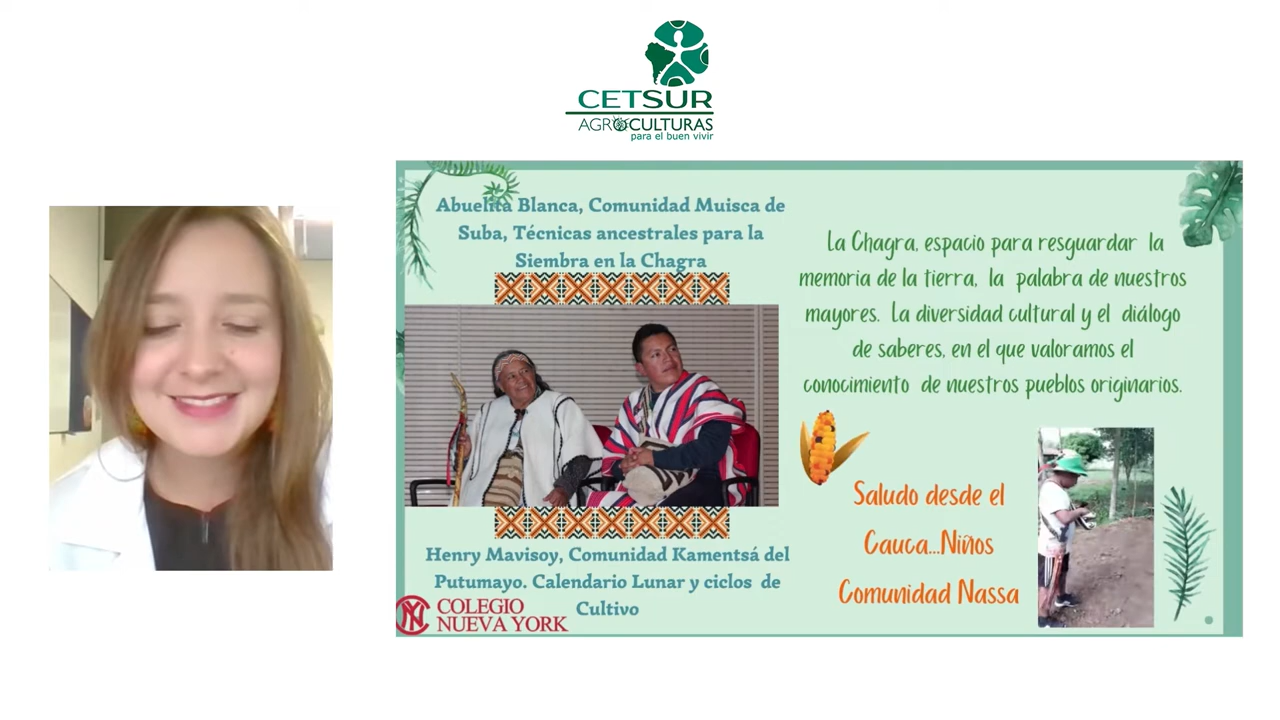 CETSUR
AGROCULTURAS
para el buen vivir
Abuelita Blanca, Comunidad Muisca de
Suba, Técnicas ancestrales para la
Siembra en la Chagra
Henry Mavisoy, Comunidad Kamentsá del
Putumayo. Calendario Lunar y ciclos de
Cultivo
COLEGIO
NUEVA YORK
La Chagra, espacio para resguardar la
memoria de la tierra, la palabra de nuestros
mayores. La diversidad cultural y el diálogo
de saberes, en el que valoramos el
conocimiento de nuestros pueblos originarios.
Saludo desde el
Cauca...Niños
Comunidad Nassa